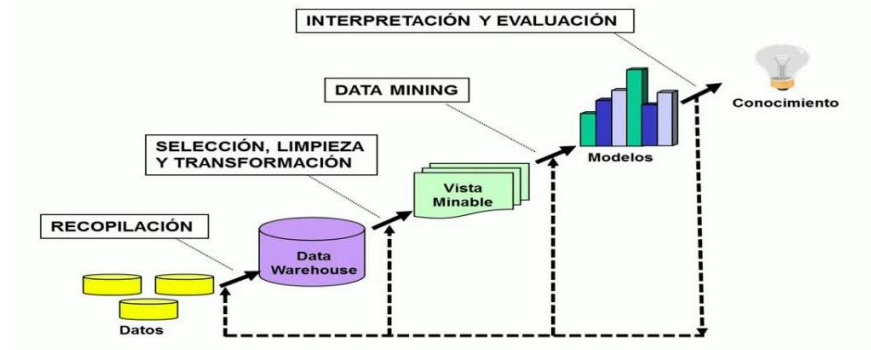 INTERPRETACIÓN Y EVALUACIÓN
Conocimiento
DATA MINING
Modelos
SELECCIÓN, LIMPIEZA
Y TRANSFORMACIÓN
Vista
Minable
RECOPILACIÓN
Data
Warehouse
Datos